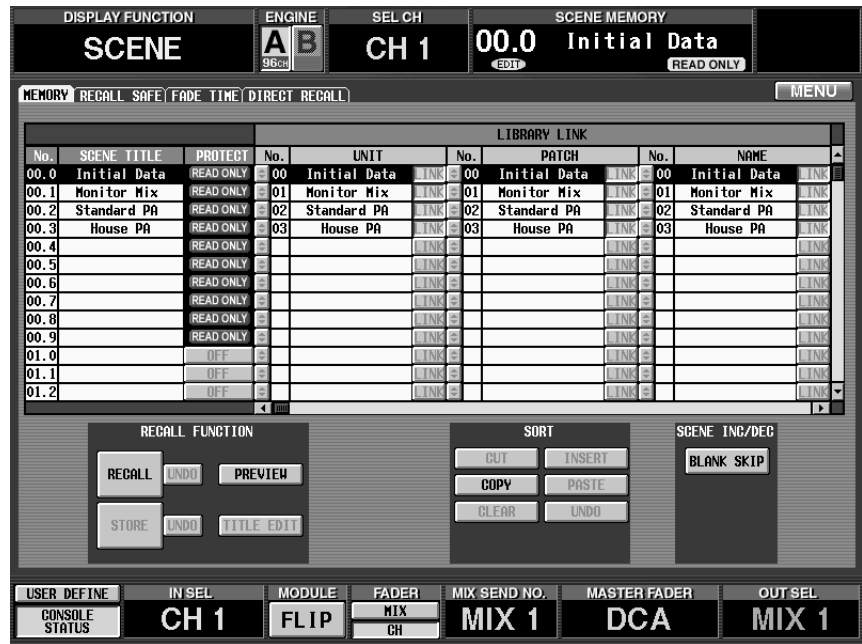 DISPLAY FUNCTION ENGINE SEL CH SCENE MEMORY
SCENE A B 96CH CH 1 00.0 EDIT Initial Data READ ONLY
MEMORY RECALL SAFE FADE TIME DIRECT RECALL MENU
LIBRARY LINK
No. SCENE TITLE PROTECT No. UNIT No. PATCH No. NAME
00.0 Initial Data READ ONLY 00 Initial Data LINK 00 Initial Data LINK 00 Initial Data LINK
00.1 Monitor Mix READ ONLY 01 Monitor Mix LINK 01 Monitor Mix LINK 01 Monitor Mix LINK
00.2 Standard PA READ ONLY 02 Standard PA LINK 02 Standard PA LINK 02 Standard PA LINK
00.3 House PA READ ONLY 03 House PA LINK 03 House PA LINK 03 House PA LINK
00.4 READ ONLY LINK LINK LINK
00.5 READ ONLY LINK LINK LINK
00.6 READ ONLY LINK LINK LINK
00.7 READ ONLY LINK LINK LINK
00.8 READ ONLY LINK LINK LINK
00.9 READ ONLY LINK LINK LINK
01.0 OFF LINK LINK LINK
01.1 OFF LINK LINK LINK
01.2 OFF LINK LINK LINK
RECALL FUNCTION SORT SCENE INC/DEC
RECALL UNDO PREVIEW CUT INSERT BLANK SKIP
COPY PASTE
STORE UNDO TITLE EDIT CLEAR UNDO
USER DEFINE IN SEL MODULE FADER MIX SEND NO. MASTER FADER OUT SEL
CONSOLE STATUS CH 1 FLIP MIX CH MIX 1 DCA MIX 1